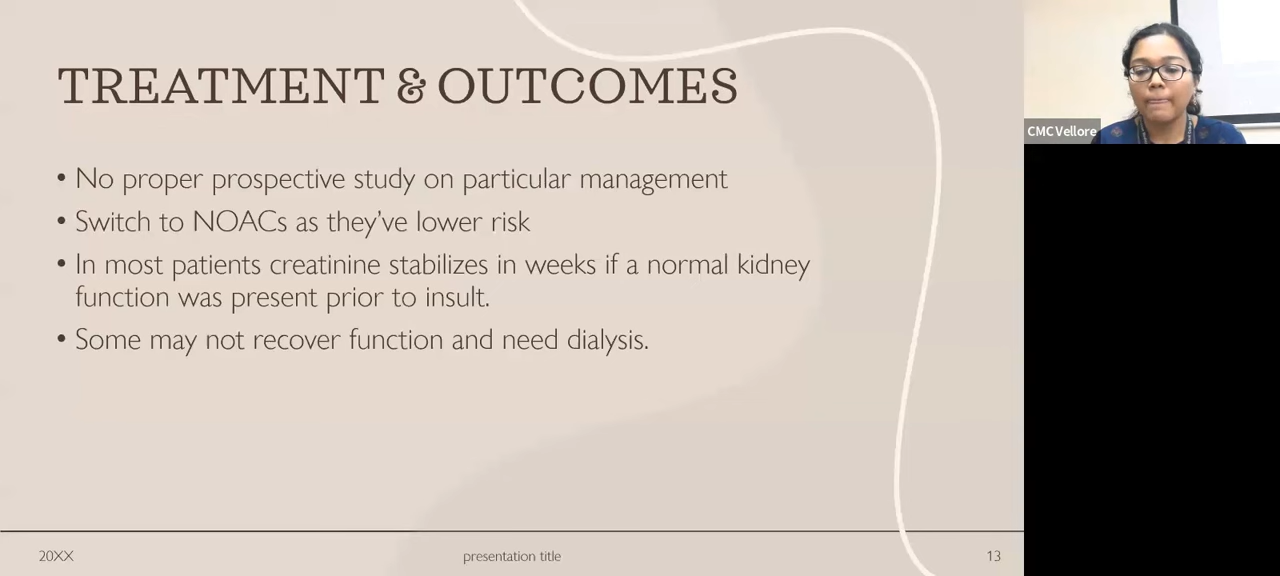 TREATMENT & OUTCOMES
• No proper prospective study on particular management
• Switch to NOACs as they’ve lower risk
• In most patients creatinine stabilizes in weeks if a normal kidney
function was present prior to insult.
• Some may not recover function and need dialysis.
20XX
presentation title
13
CMC Vellore